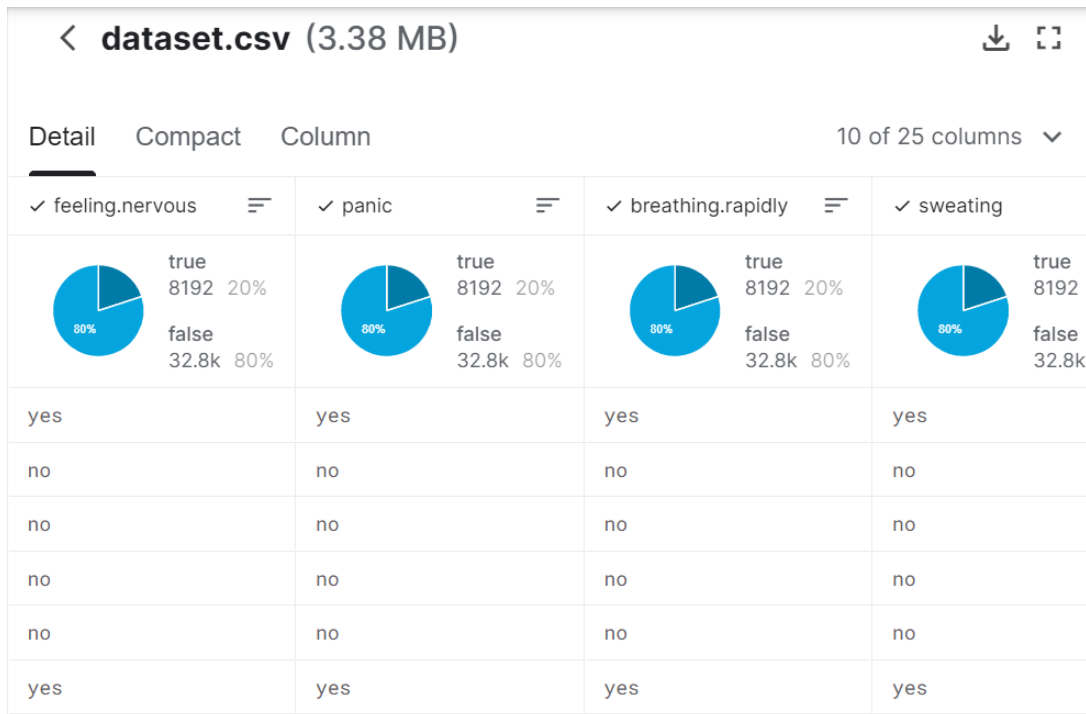 dataset.csv (3.38 MB)
Detail Compact Column 10 of 25 columns
feeling.nervous panic breathing.rapidly sweating
true true true true
8192 20% 8192 20% 8192 20% 8192
80% 80% 80% 80%
false false false false
32.8k 80% 32.8k 80% 32.8k 80% 32.8k
yes yes yes yes
no no no no
no no no no
no no no no
no no no no
yes yes yes yes